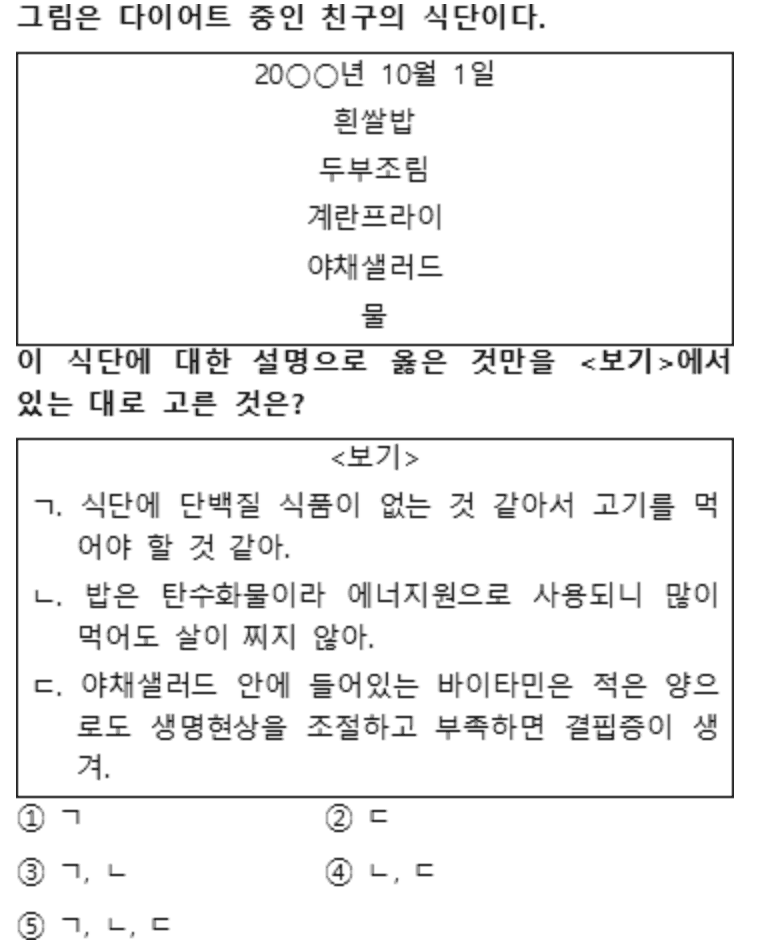 그림은 다이어트 중인 친구의 식단이다.
20○○년 10월 1일
흰쌀밥
두부조림
계란프라이
야채샐러드
물
이 식단에 대한 설명으로 옳은 것만을 <보기>에서
있는 대로 고른 것은?
<보기>
ㄱ. 식단에 단백질 식품이 없는 것 같아서 고기를 먹
어야 할 것 같아.
ㄴ. 밥은 탄수화물이라 에너지원으로 사용되니 많이
먹어도 살이 찌지 않아.
ㄷ. 야채샐러드 안에 들어있는 바이타민은 적은 양으
로도 생명현상을 조절하고 부족하면 결핍증이 생
겨.
① ㄱ ② ㄷ
③ ㄱ, ㄴ ④ ㄴ, ㄷ
⑤ ㄱ, ㄴ, ㄷ